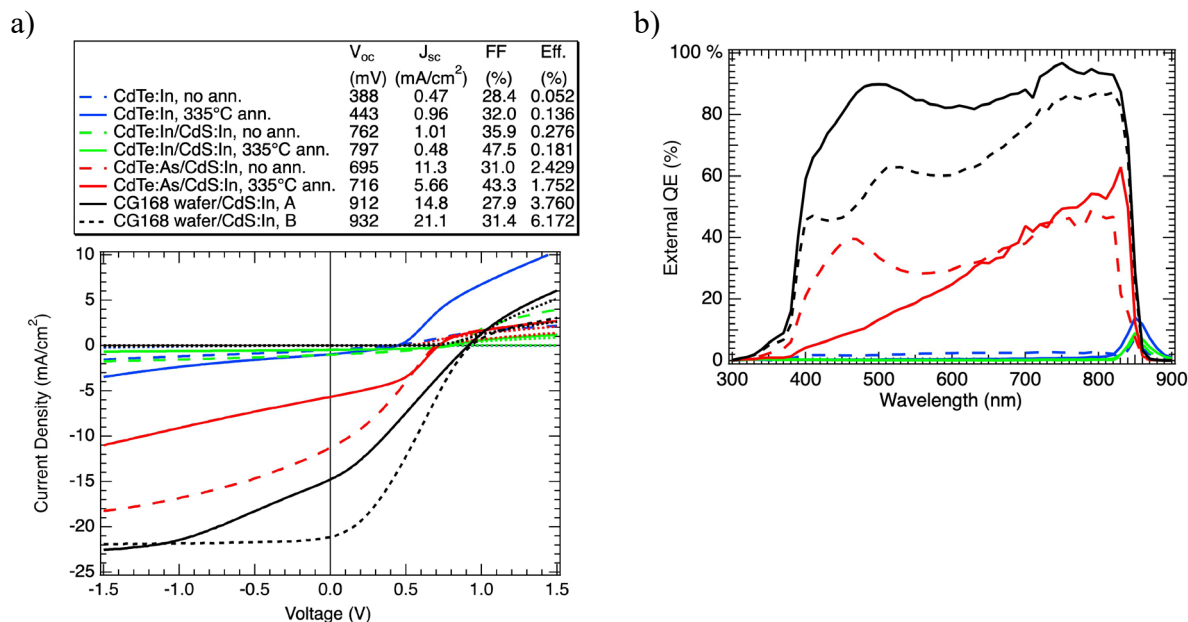 a)
V_oc J_sc FF Eff.
(mV) (mA/cm²) (%) (%)
CdTe:In, no ann. 388 0.47 28.4 0.052
CdTe:In, 335°C ann. 443 0.96 32.0 0.136
CdTe:In/CdS:In, no ann. 762 1.01 35.9 0.276
CdTe:In/CdS:In, 335°C ann. 797 0.48 47.5 0.181
CdTe:As/CdS:In, no ann. 695 11.3 31.0 2.429
CdTe:As/CdS:In, 335°C ann. 716 5.66 43.3 1.752
CG168 wafer/CdS:In, A 912 14.8 27.9 3.760
CG168 wafer/CdS:In, B 932 21.1 31.4 6.172
10
5
0
-5
-10
-15
-20
-25
Current Density (mA/cm²)
-1.5 -1.0 -0.5 0.0 0.5 1.0 1.5
Voltage (V)
b)
100 %
80
60
40
20
0
External QE (%)
300 400 500 600 700 800 900
Wavelength (nm)